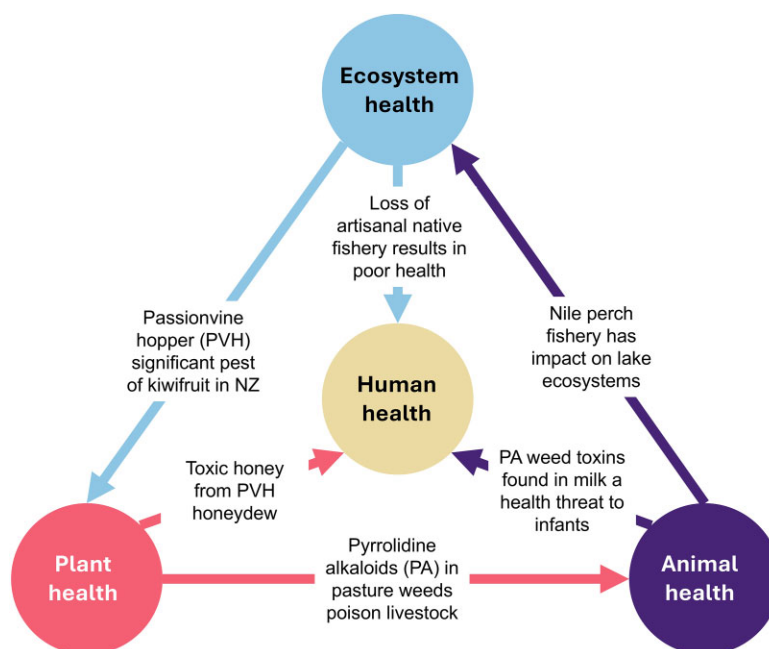 Ecosystem
health
Loss of
artisanal native
fishery results in
poor health
Passionvine
hopper (PVH)
significant pest
of kiwifruit in NZ
Nile perch
fishery has
impact on lake
ecosystems
Human
health
Toxic honey
from PVH
honeydew
PA weed toxins
found in milk a
health threat to
infants
Plant
health
Pyrrolidine
alkaloids (PA) in
pasture weeds
poison livestock
Animal
health